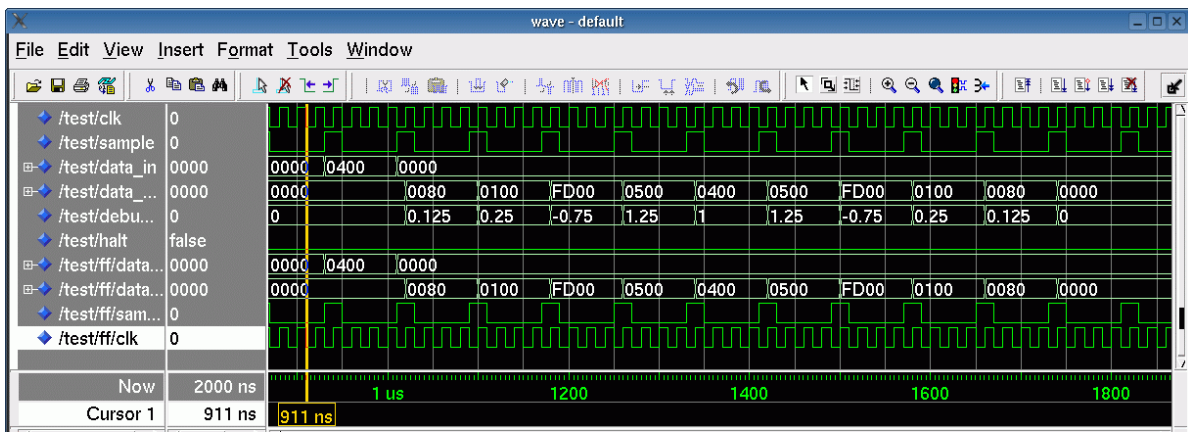 wave - default
File Edit View Insert Format Tools Window
/test/clk 0
/test/sample 0
/test/data_in 0000 0000 0400 0000
/test/data_... 0000 0000 0080 0100 FD00 0500 0400 0500 FD00 0100 0080 0000
/test/debu... 0 0 0.125 0.25 -0.75 1.25 1 1.25 -0.75 0.25 0.125 0
/test/halt false
/test/ff/data... 0000 0000 0400 0000
/test/ff/data... 0000 0000 0080 0100 FD00 0500 0400 0500 FD00 0100 0080 0000
/test/ff/sam... 0
/test/ff/clk 0
Now 2000 ns 1 us 1200 1400 1600 1800
Cursor 1 911 ns 911 ns